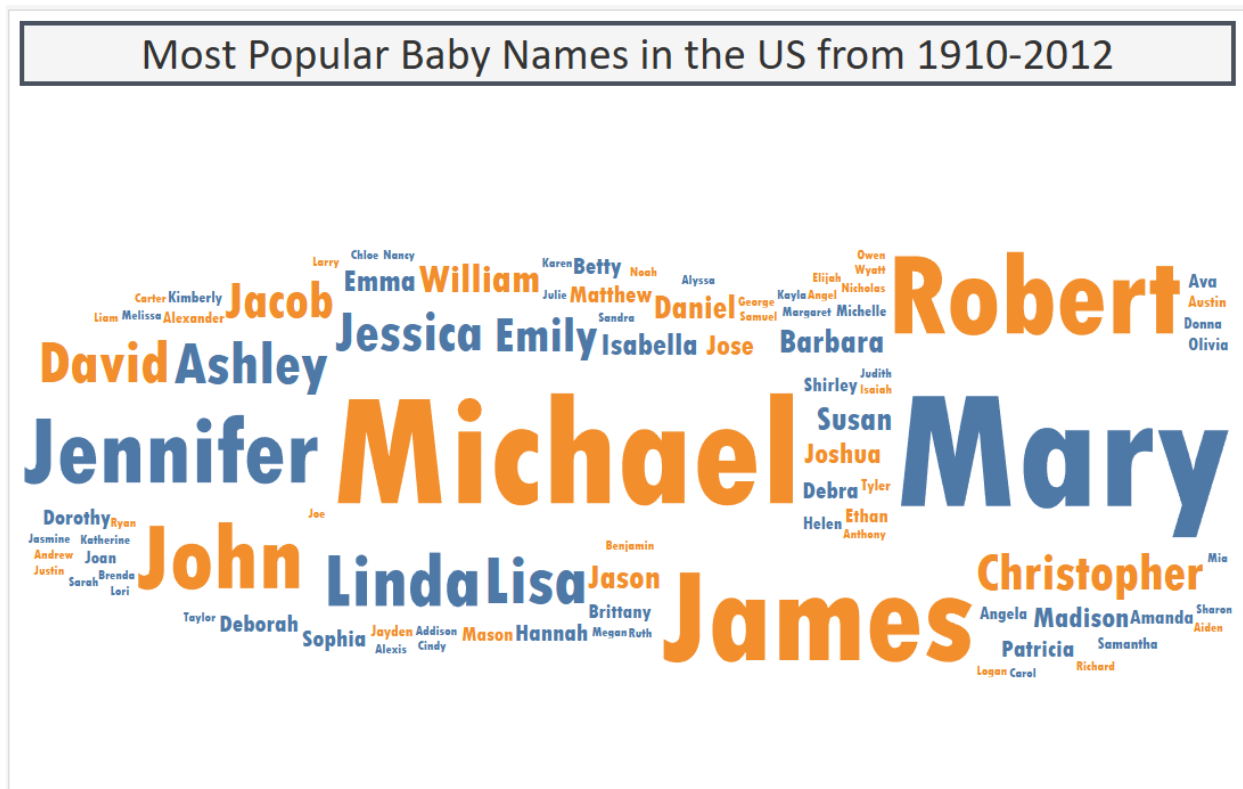 Most Popular Baby Names in the US from 1910-2012
Larry
Chloe Nancy
Emma
William
Karen
Betty
Noah
Julie
Matthew
Alyssa
Owen
Wyatt
Elijah
Nicholas
Kayla
Angel
Margaret
Michelle
Robert
Ava
Austin
Donna
Olivia
Carter
Kimberly
Liam
Melissa
Alexander
Jacob
Sandra
Daniel
George
Samuel
Jessica
Emily
Isabella
Jose
Barbara
David
Ashley
Judith
Shirley
Isaiah
Jennifer
Michael
Susan
Joshua
Debra
Tyler
Helen
Ethan
Anthony
Mary
Dorothy
Ryan
Joe
Jasmine
Katherine
Andrew
Joan
Justin
Sarah
Brenda
Lori
John
Benjamin
Linda
Lisa
Jason
Brittany
James
Christopher
Mia
Taylor
Deborah
Sophia
Jayden
Addison
Alexis
Cindy
Mason
Hannah
Megan
Ruth
Angela
Madison
Amanda
Sharon
Aiden
Patricia
Samantha
Logan
Carol
Richard